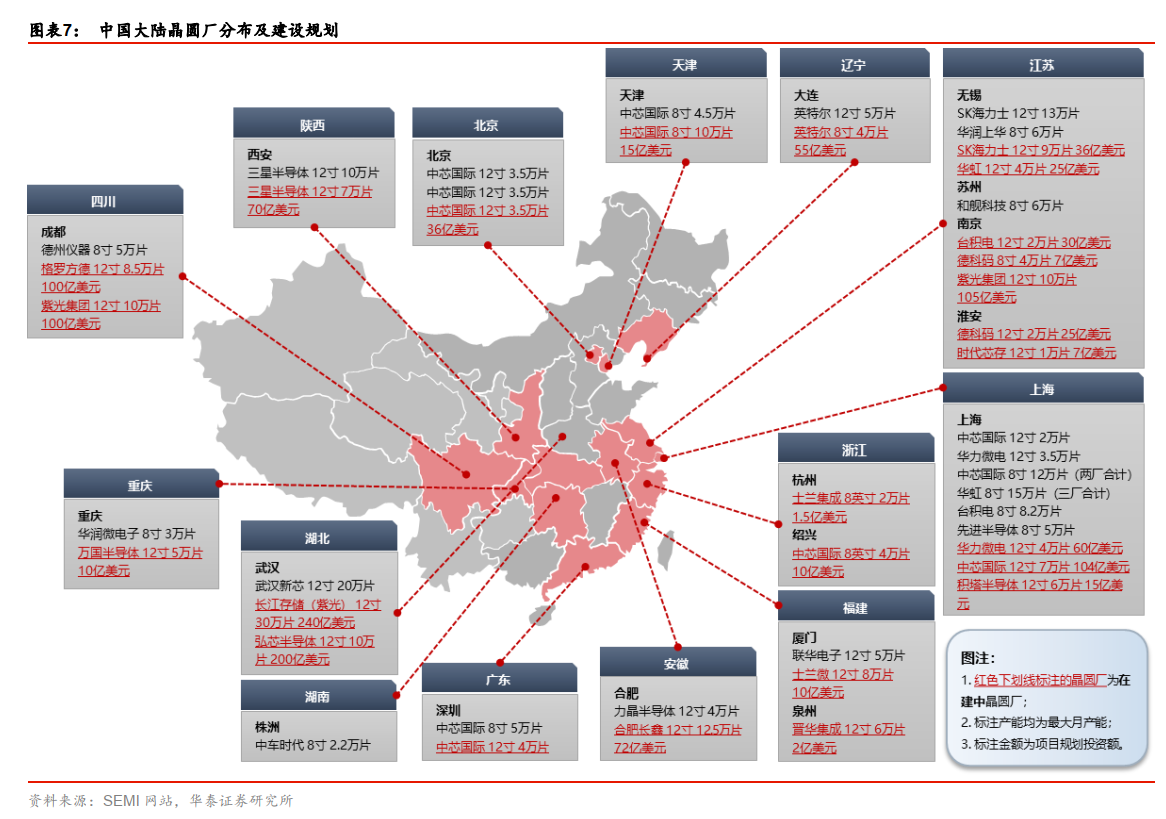 图表7： 中国大陆晶圆厂分布及建设规划
天津
天津
中芯国际 8寸 4.5万片
中芯国际 8寸 10万片
15亿美元
辽宁
大连
英特尔 12寸 5万片
英特尔 8寸 4万片
55亿美元
江苏
无锡
SK海力士 12寸 13万片
华润上华 8寸 6万片
SK海力士 12寸 9万片 36亿美元
华虹 12寸 4万片 25亿美元
苏州
和舰科技 8寸 6万片
南京
台积电 12寸 2万片 30亿美元
德科码 8寸 4万片 7亿美元
紫光集团 12寸 10万片
105亿美元
淮安
德科码 12寸 2万片 25亿美元
时代芯存 12寸 1万片 7亿美元
陕西
西安
三星半导体 12寸 10万片
三星半导体 12寸 7万片
70亿美元
北京
北京
中芯国际 12寸 3.5万片
中芯国际 12寸 3.5万片
中芯国际 12寸 3.5万片
36亿美元
四川
成都
德州仪器 8寸 5万片
格罗方德 12寸 8.5万片
100亿美元
紫光集团 12寸 10万片
100亿美元
上海
上海
中芯国际 12寸 2万片
华力微电 12寸 3.5万片
中芯国际 8寸 12万片（两厂合计）
华虹 8寸 15万片（三厂合计）
台积电 8寸 8.2万片
先进半导体 8寸 5万片
华力微电 12寸 4万片 60亿美元
中芯国际 12寸 7万片 104亿美元
积塔半导体 12寸 6万片 15亿美
元
浙江
杭州
士兰集成 8英寸 2万片
1.5亿美元
绍兴
中芯国际 8英寸 4万片
10亿美元
重庆
重庆
华润微电子 8寸 3万片
万国半导体 12寸 5万片
10亿美元
湖北
武汉
武汉新芯 12寸 20万片
长江存储（紫光） 12寸
30万片 240亿美元
弘芯半导体 12寸 10万
片 200亿美元
福建
厦门
联华电子 12寸 5万片
士兰微 12寸 8万片
10亿美元
泉州
晋华集成 12寸 6万片
2亿美元
湖南
株洲
中车时代 8寸 2.2万片
广东
深圳
中芯国际 8寸 5万片
中芯国际 12寸 4万片
安徽
合肥
力晶半导体 12寸 4万片
合肥长鑫 12寸 12.5万片
72亿美元
图注：
1. 红色下划线标注的晶圆厂为在
建中晶圆厂；
2. 标注产能均为最大月产能；
3. 标注金额为项目规划投资额。
资料来源：SEMI 网站，华泰证券研究所